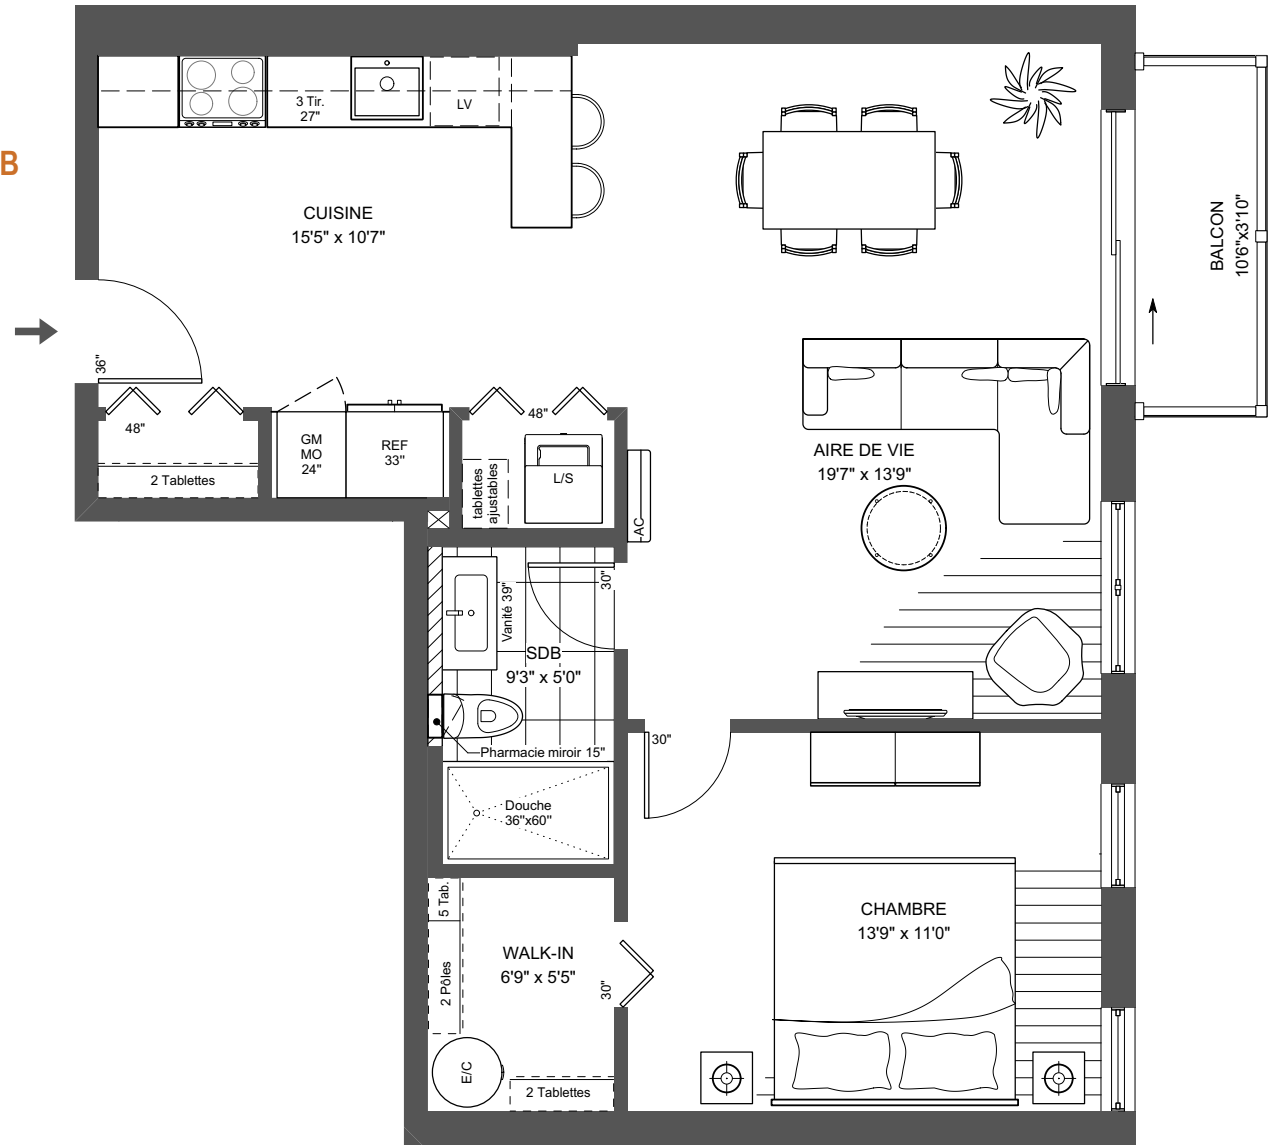 B
3 Tir.
27"
LV
CUISINE
15'5" x 10'7"
BALCON
10'6"x3'10"
36"
48"
2 Tablettes
GM
MO
24"
REF
33"
48"
tablettes
ajustables
L/S
AC
AIRE DE VIE
19'7" x 13'9"
30"
Vanité 39"
SDB
9'3" x 5'0"
Pharmacie miroir 15"
30"
Douche
36"x60"
5 Tab.
2 Pôles
WALK-IN
6'9" x 5'5"
30"
CHAMBRE
13'9" x 11'0"
E/C
2 Tablettes